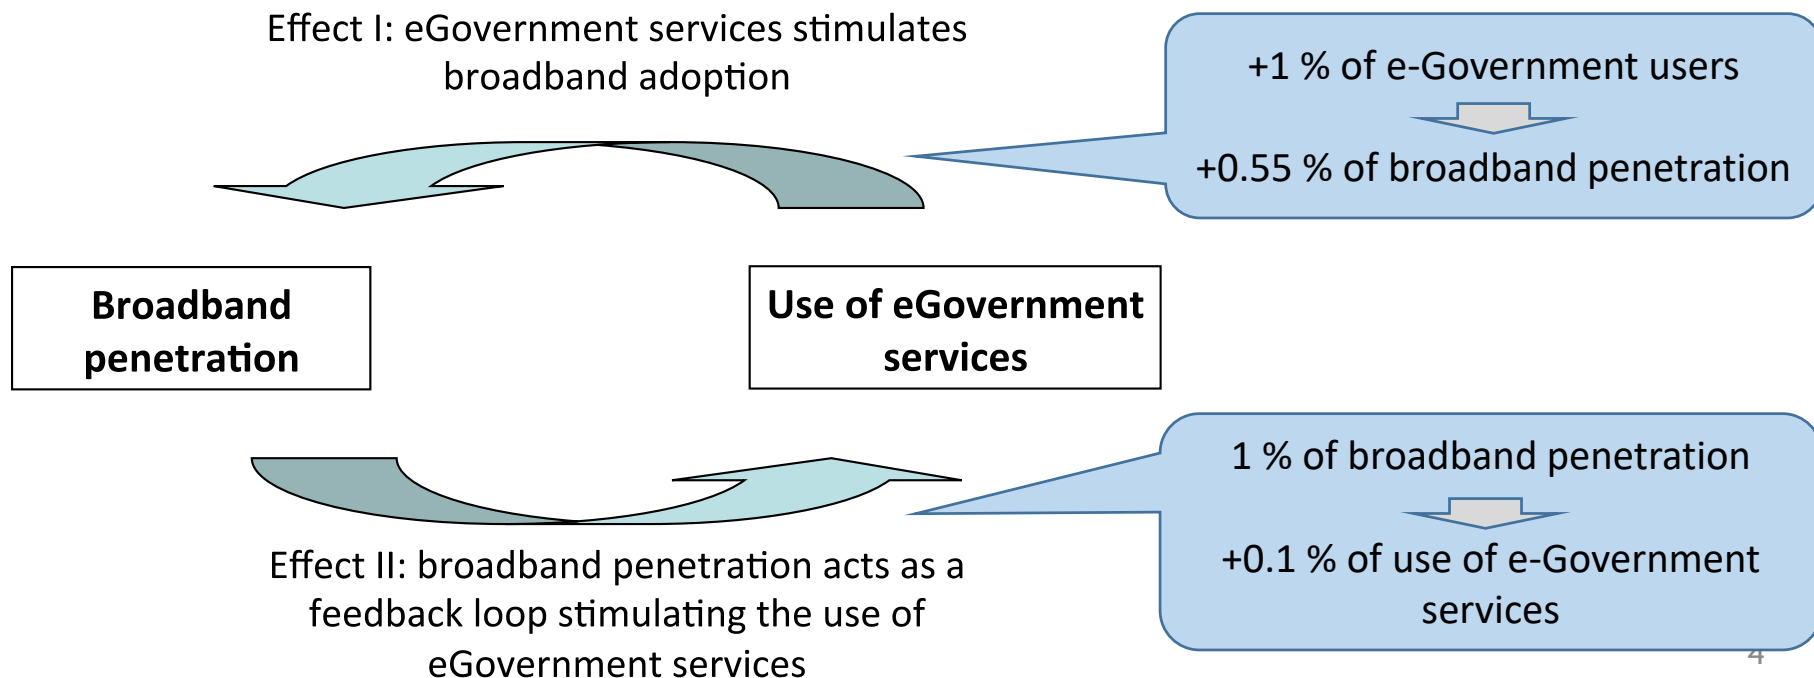 Effect I: eGovernment services stimulates
broadband adoption
+1 % of e-Government users
+0.55 % of broadband penetration
Broadband
penetration
Use of eGovernment
services
1 % of broadband penetration
+0.1 % of use of e-Government
services
Effect II: broadband penetration acts as a
feedback loop stimulating the use of
eGovernment services
4